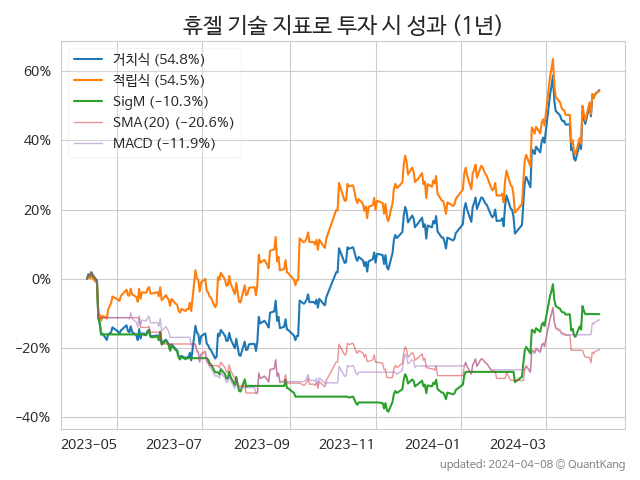 휴젤 기술 지표로 투자 시 성과 (1년)
거치식 (54.8%)
적립식 (54.5%)
SigM (−10.3%)
SMA(20) (−20.6%)
MACD (−11.9%)
60%
40%
20%
0%
−20%
−40%
2023-05 2023-07 2023-09 2023-11 2024-01 2024-03
updated: 2024-04-08 © QuantKang